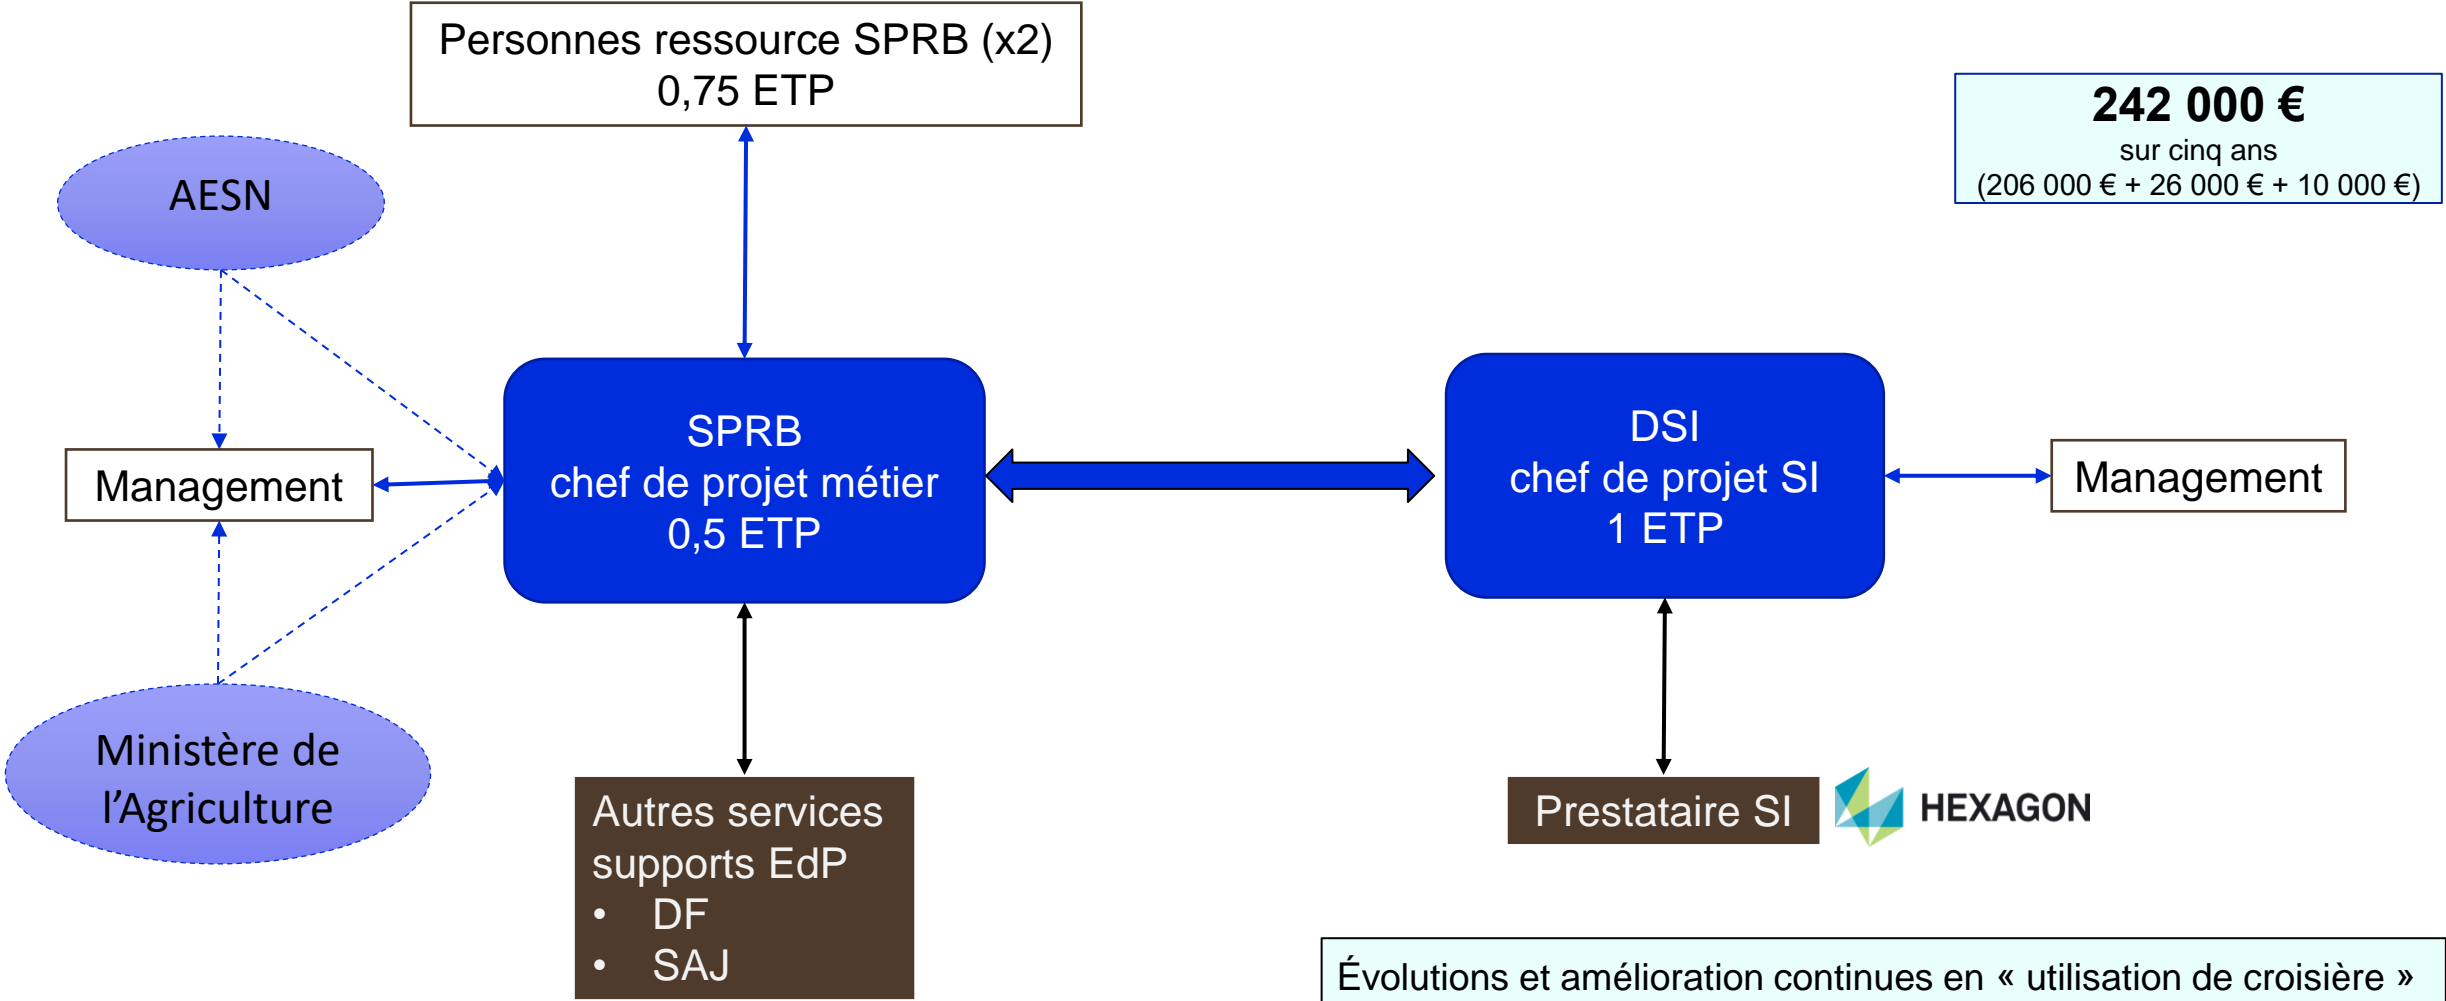 Personnes ressource SPRB (x2)
0,75 ETP
242 000 €
sur cinq ans
(206 000 € + 26 000 € + 10 000 €)
AESN
Management
SPRB
chef de projet métier
0,5 ETP
DSI
chef de projet SI
1 ETP
Management
Ministère de
l’Agriculture
Autres services
supports EdP
• DF
• SAJ
Prestataire SI
HEXAGON
Évolutions et amélioration continues en « utilisation de croisière »